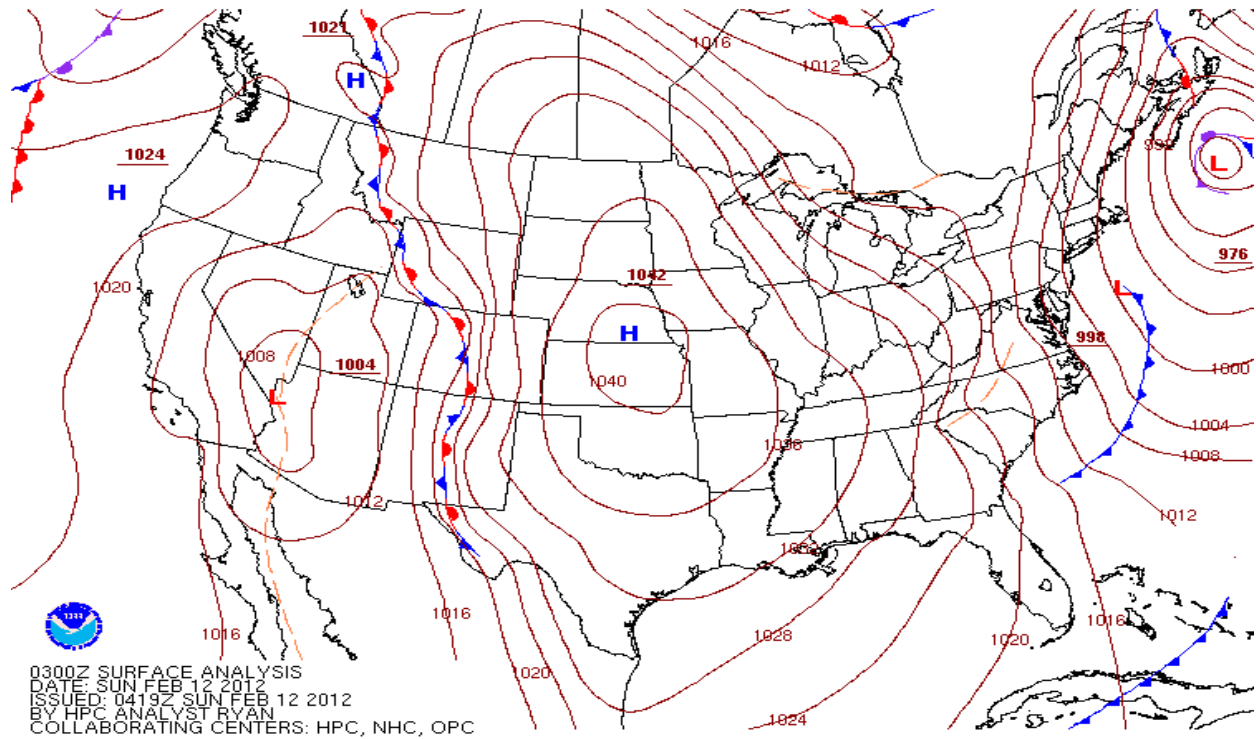 1021
1016
1012
H
1024
H
992
L
976
1042
1020
L
H
998
1008
1004
1000
1040
L
1004
1036
1008
1012
1012
1032
1016
1016
1028
1020
1016
1020
1024
0300Z SURFACE ANALYSIS
DATE: SUN FEB 12 2012
ISSUED: 0419Z SUN FEB 12 2012
BY HPC ANALYST RYAN
COLLABORATING CENTERS: HPC, NHC, OPC